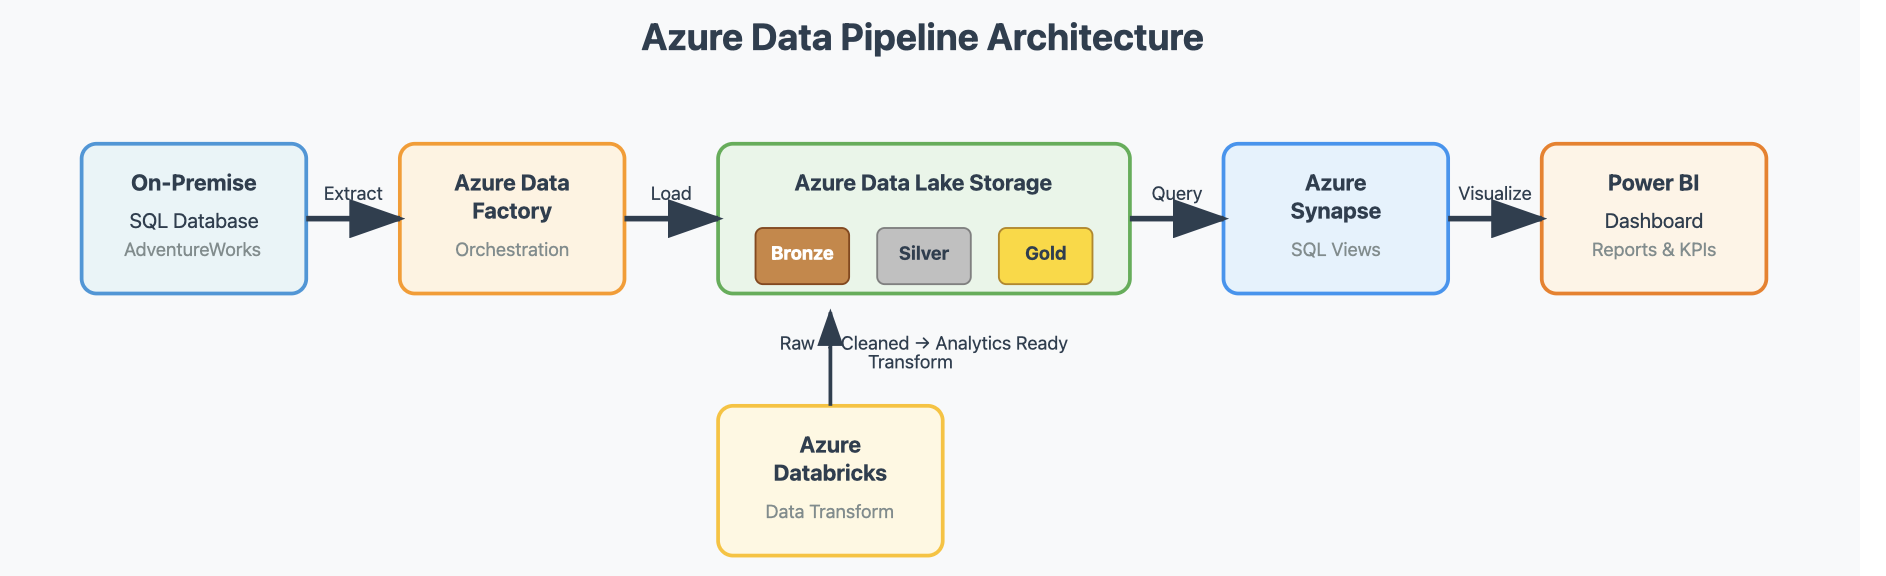 Azure Data Pipeline Architecture
On-Premise
SQL Database
AdventureWorks
Extract
Azure Data
Factory
Orchestration
Load
Azure Data Lake Storage
Bronze
Silver
Gold
Query
Azure
Synapse
SQL Views
Visualize
Power BI
Dashboard
Reports & KPIs
Raw Cleaned → Analytics Ready
Transform
Azure
Databricks
Data Transform